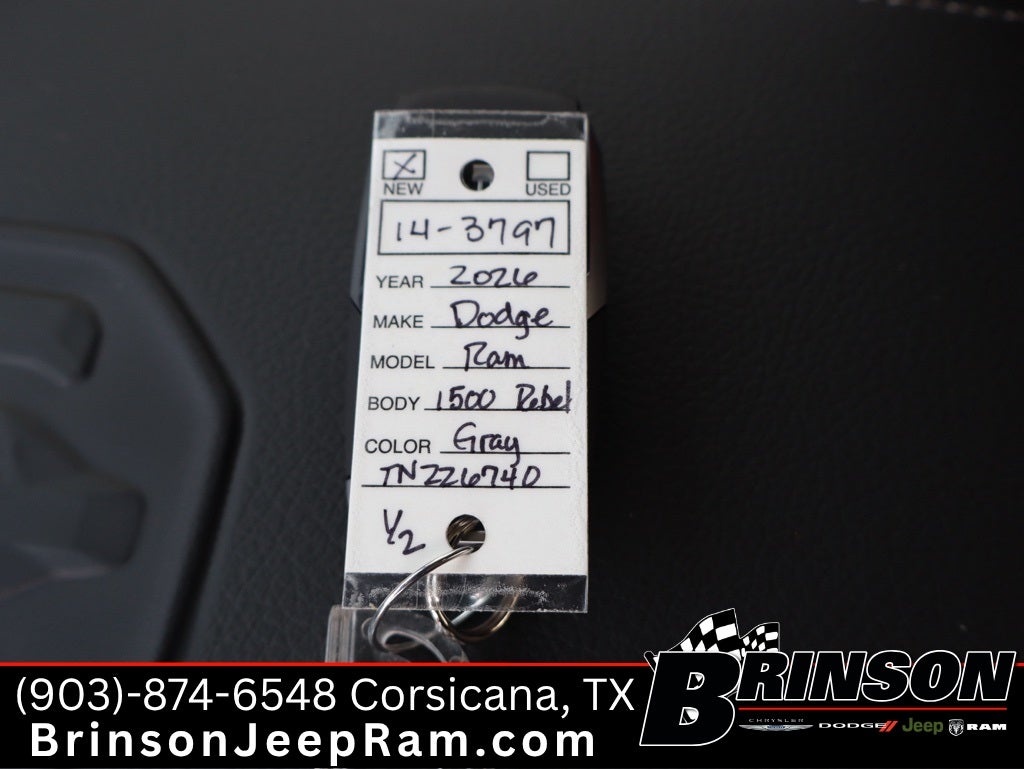 X
NEW USED
14-3797
YEAR 2026
MAKE Dodge
MODEL Ram
BODY 1500 Rebel
COLOR Gray
TN226740
1/2
(903)-874-6548 Corsicana, TX
BrinsonJeepRam.com
BRINSON
CHRYSLER DODGE Jeep RAM